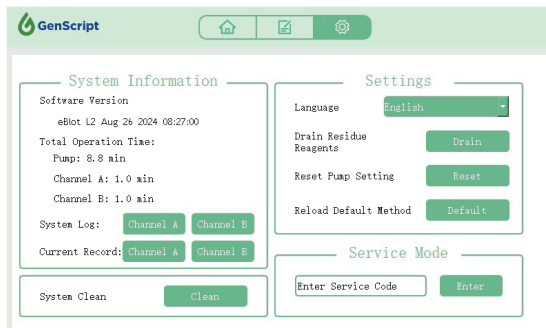 GenScript
System Information
Software Version
eBlot L2 Aug 26 2024 08:27:00
Total Operation Time:
Pump: 8.8 min
Channel A: 1.0 min
Channel B: 1.0 min
System Log: Channel A Channel B
Current Record: Channel A Channel B
System Clean Clean
Settings
Language English
Drain Residue
Reagents Drain
Reset Pump Setting Reset
Reload Default Method Default
Service Mode
Enter Service Code Enter